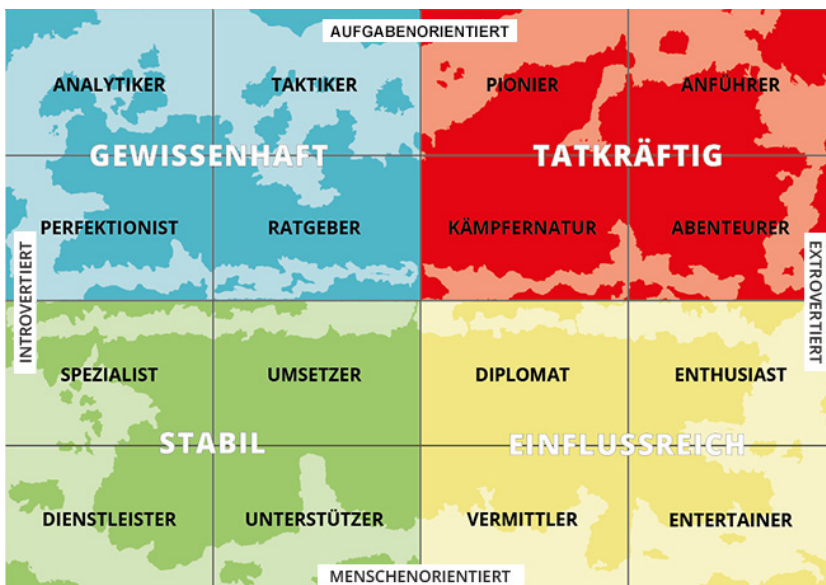 AUFGABENORIENTIERT
ANALYTIKER TAKTIKER PIONIER ANFÜHRER
GEWISSENHAFT TATKRÄFTIG
PERFEKTIONIST RATGEBER KÄMPFERNATUR ABENTEURER
INTROVERTIERT EXTROVERTIERT
SPEZIALIST UMSETZER DIPLOMAT ENTHUSIAST
STABIL EINFLUSSREICH
DIENSTLEISTER UNTERSTÜTZER VERMITTLER ENTERTAINER
MENSCHENORIENTIERT